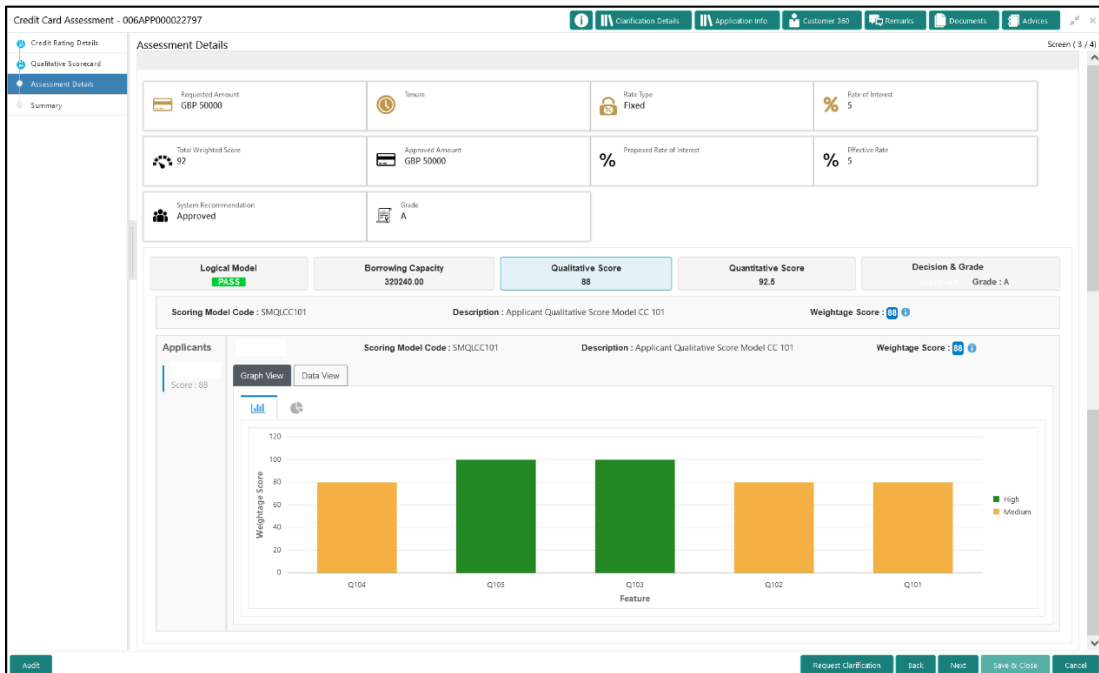 Credit Card Assessment - 006APP000022797
Clarification Details
Application Info
Customer 360
Remarks
Documents
Advices
Credit Rating Details
Qualitative Scorecard
Assessment Details
Summary
Assessment Details
Screen ( 3 / 4)
Requested Amount
GBP 50000
Tenure
Rate Type
Fixed
Rate of Interest
5
Total Weighted Score
92
Approved Amount
GBP 50000
Proposed Rate of Interest
Effective Rate
5
System Recommendation
Approved
Grade
A
Logical Model
PASS
Borrowing Capacity
320240.00
Qualitative Score
88
Quantitative Score
92.5
Decision & Grade
Grade : A
Scoring Model Code : SMQLCC101
Description : Applicant Qualitative Score Model CC 101
Weightage Score : 88
Applicants
Score : 88
Scoring Model Code : SMQLCC101
Description : Applicant Qualitative Score Model CC 101
Weightage Score : 88
Graph View
Data View
120
100
80
60
40
20
0
Weightage Score
Q104
Q105
Q103
Q102
Q101
Feature
High
Medium
Audit
Request Clarification
Back
Next
Save & Close
Cancel